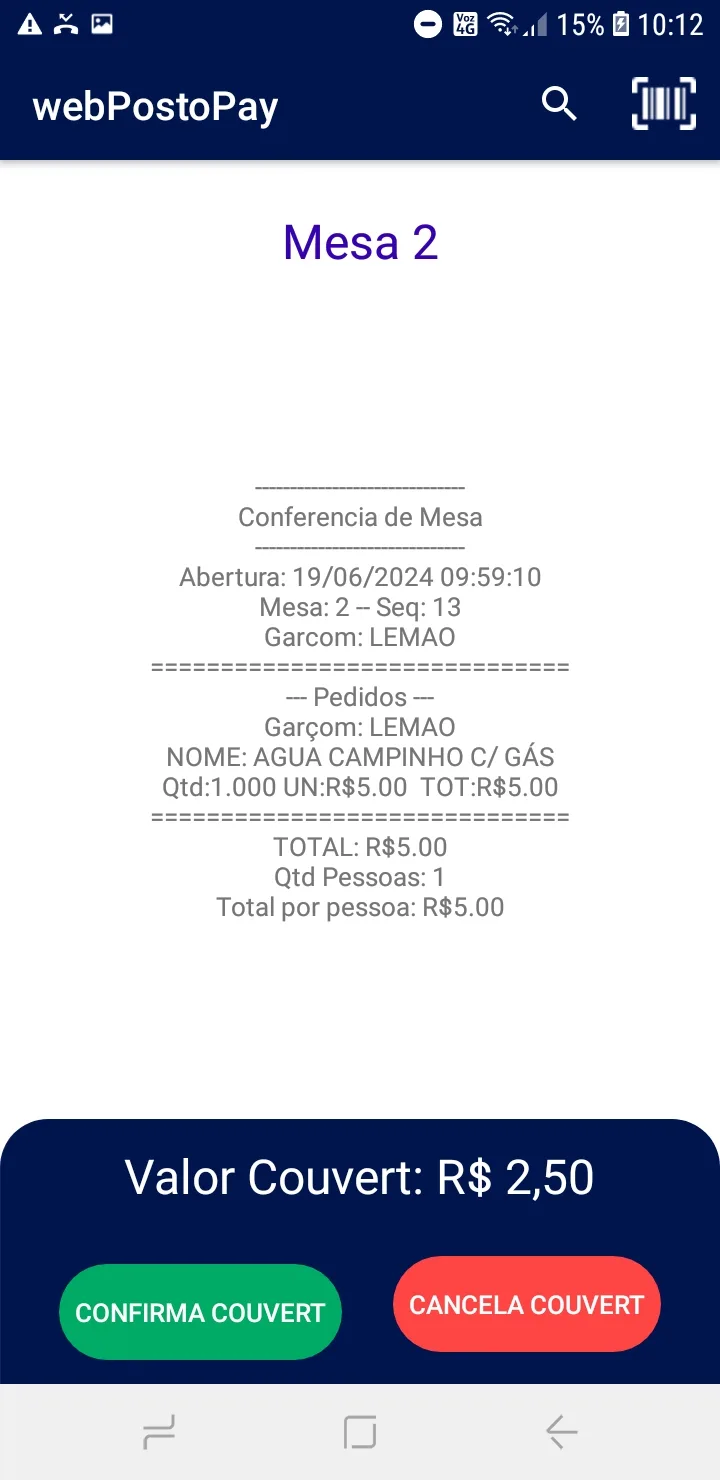 Voz 4G 15% 10:12
webPostoPay
Mesa 2
------------------------------
Conferencia de Mesa
------------------------------
Abertura: 19/06/2024 09:59:10
Mesa: 2 -- Seq: 13
Garcom: LEMAO
==============================
--- Pedidos ---
Garçom: LEMAO
NOME: AGUA CAMPINHO C/ GÁS
Qtd:1.000 UN:R$5.00  TOT:R$5.00
==============================
TOTAL: R$5.00
Qtd Pessoas: 1
Total por pessoa: R$5.00
Valor Couvert: R$ 2,50
CONFIRMA COUVERT
CANCELA COUVERT